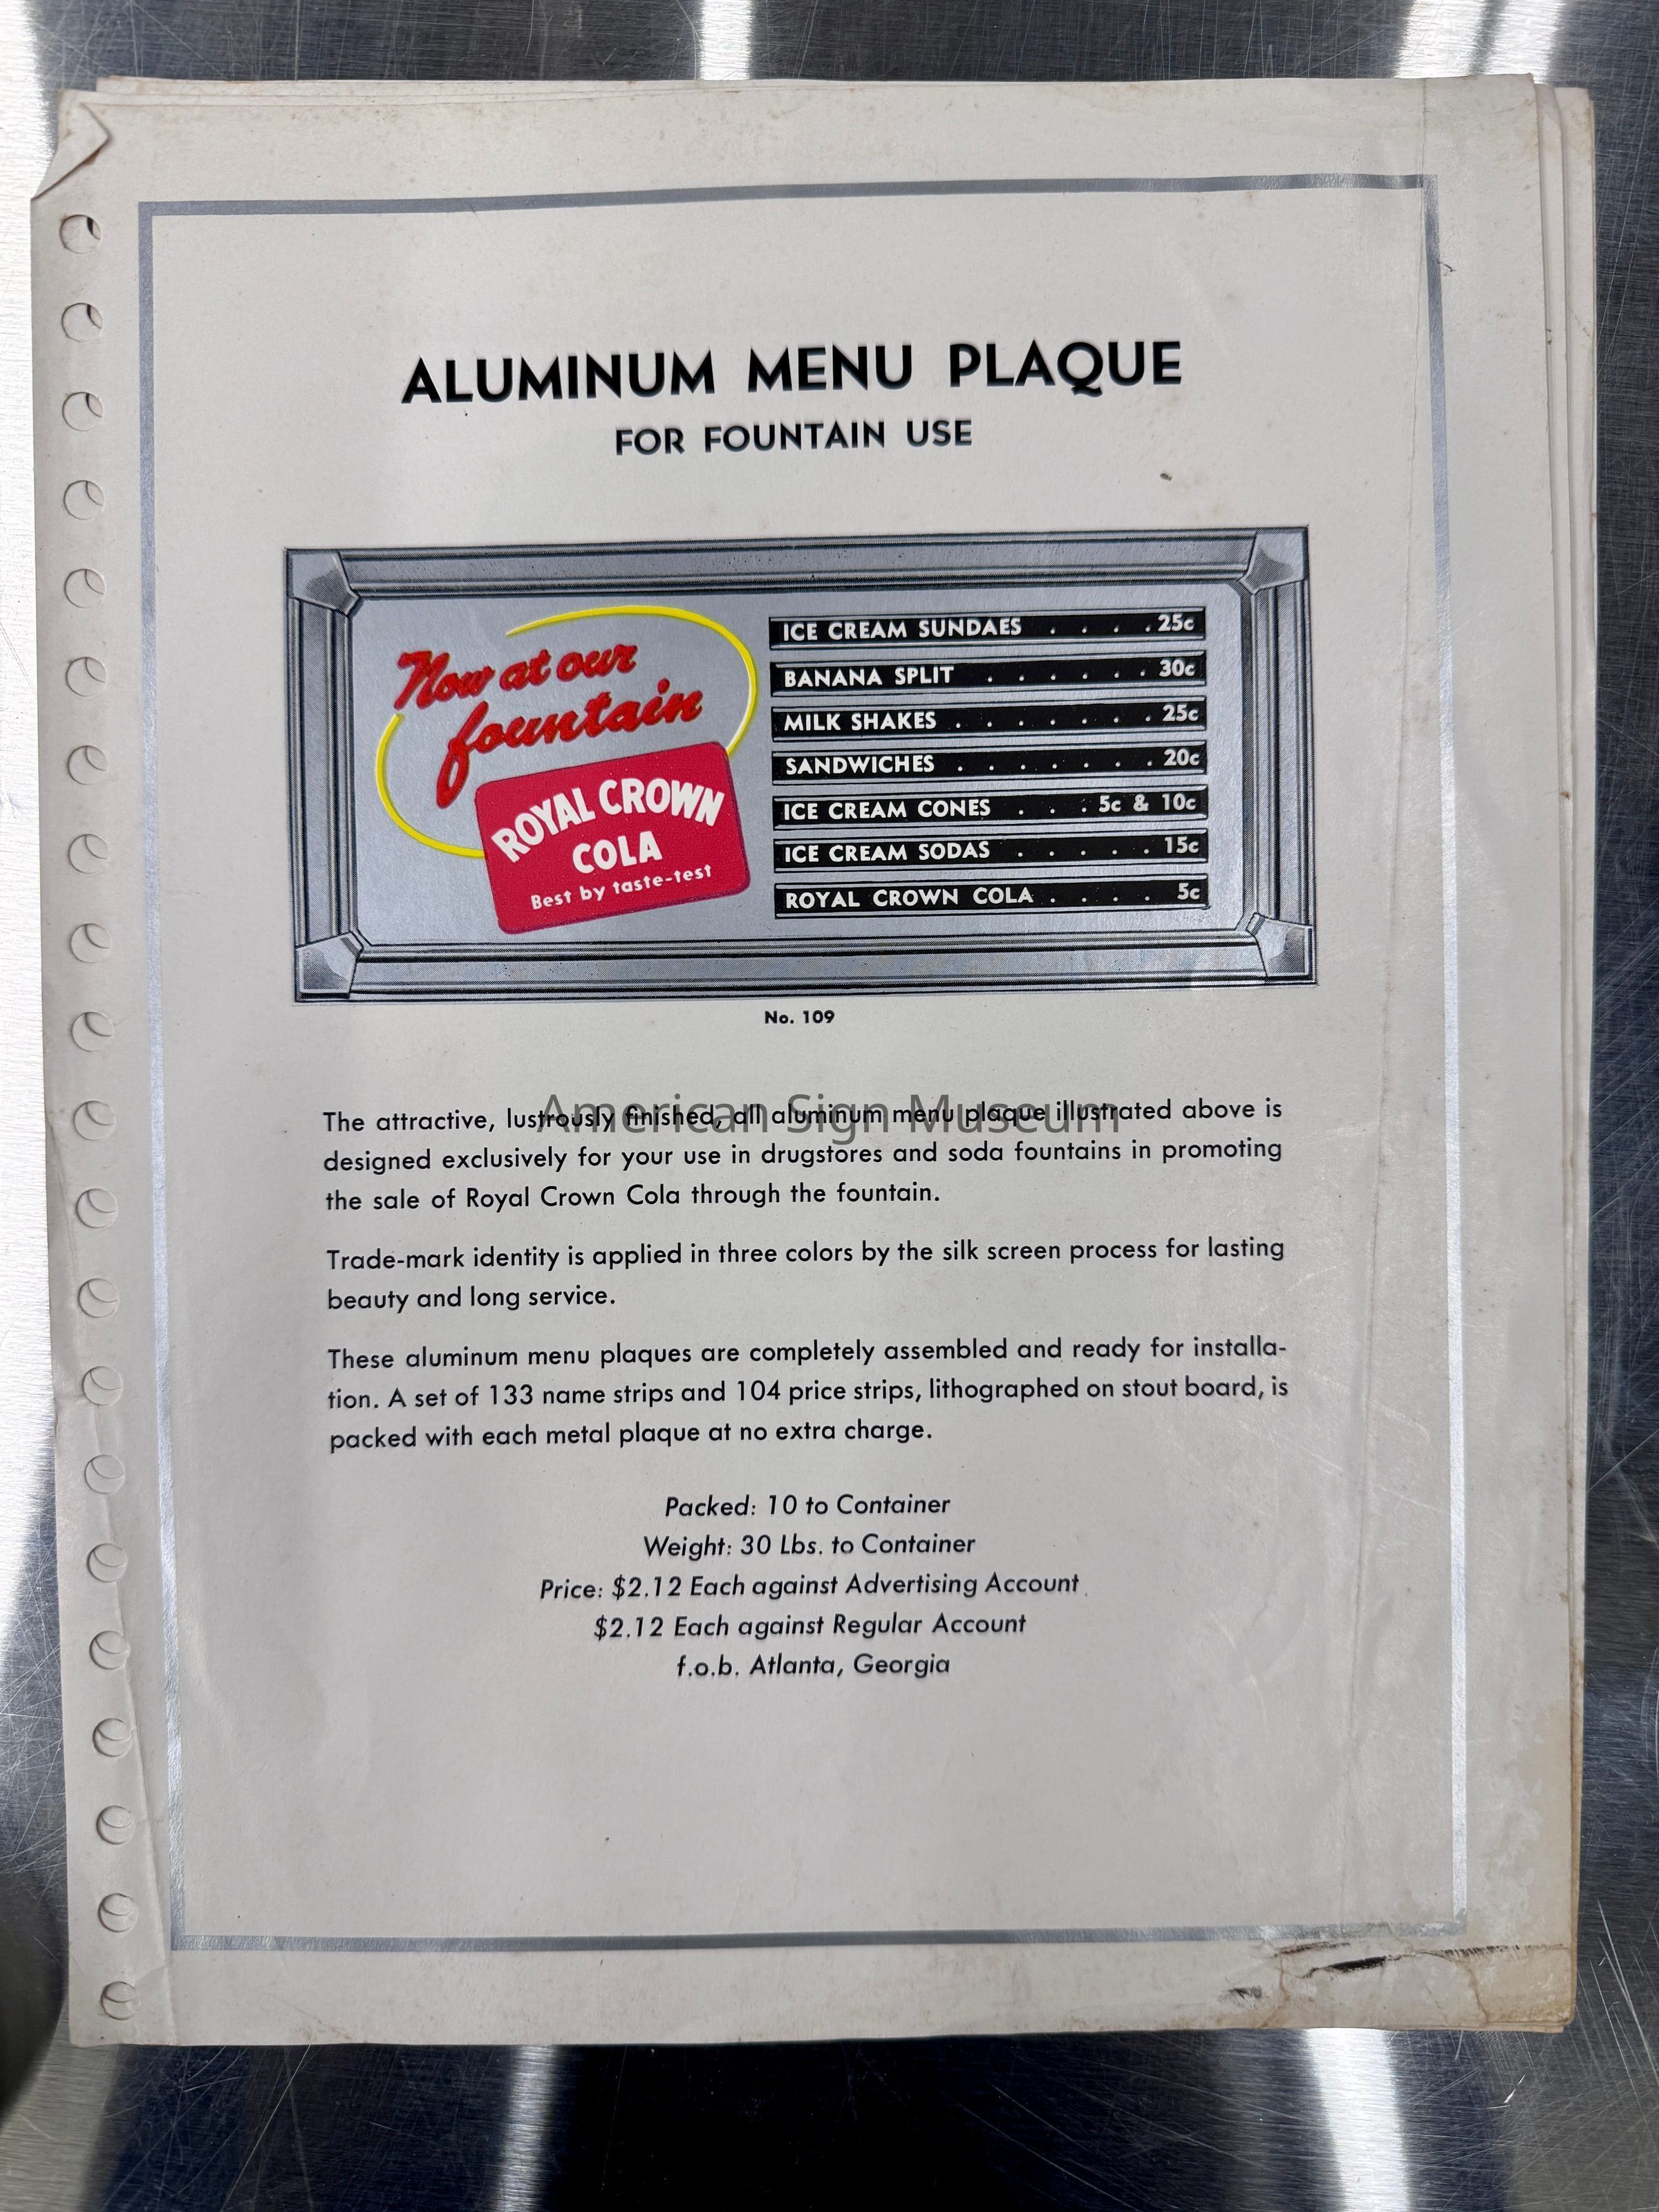 ALUMINUM MENU PLAQUE
FOR FOUNTAIN USE
Now at our
fountain
ROYAL CROWN
COLA
Best by taste-test
ICE CREAM SUNDAES . . . . 25c
BANANA SPLIT . . . . . . 30c
MILK SHAKES . . . . . . . 25c
SANDWICHES . . . . . . . 20c
ICE CREAM CONES . . . 5c & 10c
ICE CREAM SODAS . . . . . 15c
ROYAL CROWN COLA . . . . 5c
No. 109
American Sign Museum
The attractive, lustrously finished, all aluminum menu plaque illustrated above is
designed exclusively for your use in drugstores and soda fountains in promoting
the sale of Royal Crown Cola through the fountain.
Trade-mark identity is applied in three colors by the silk screen process for lasting
beauty and long service.
These aluminum menu plaques are completely assembled and ready for installa-
tion. A set of 133 name strips and 104 price strips, lithographed on stout board, is
packed with each metal plaque at no extra charge.
Packed: 10 to Container
Weight: 30 Lbs. to Container
Price: $2.12 Each against Advertising Account
$2.12 Each against Regular Account
f.o.b. Atlanta, Georgia